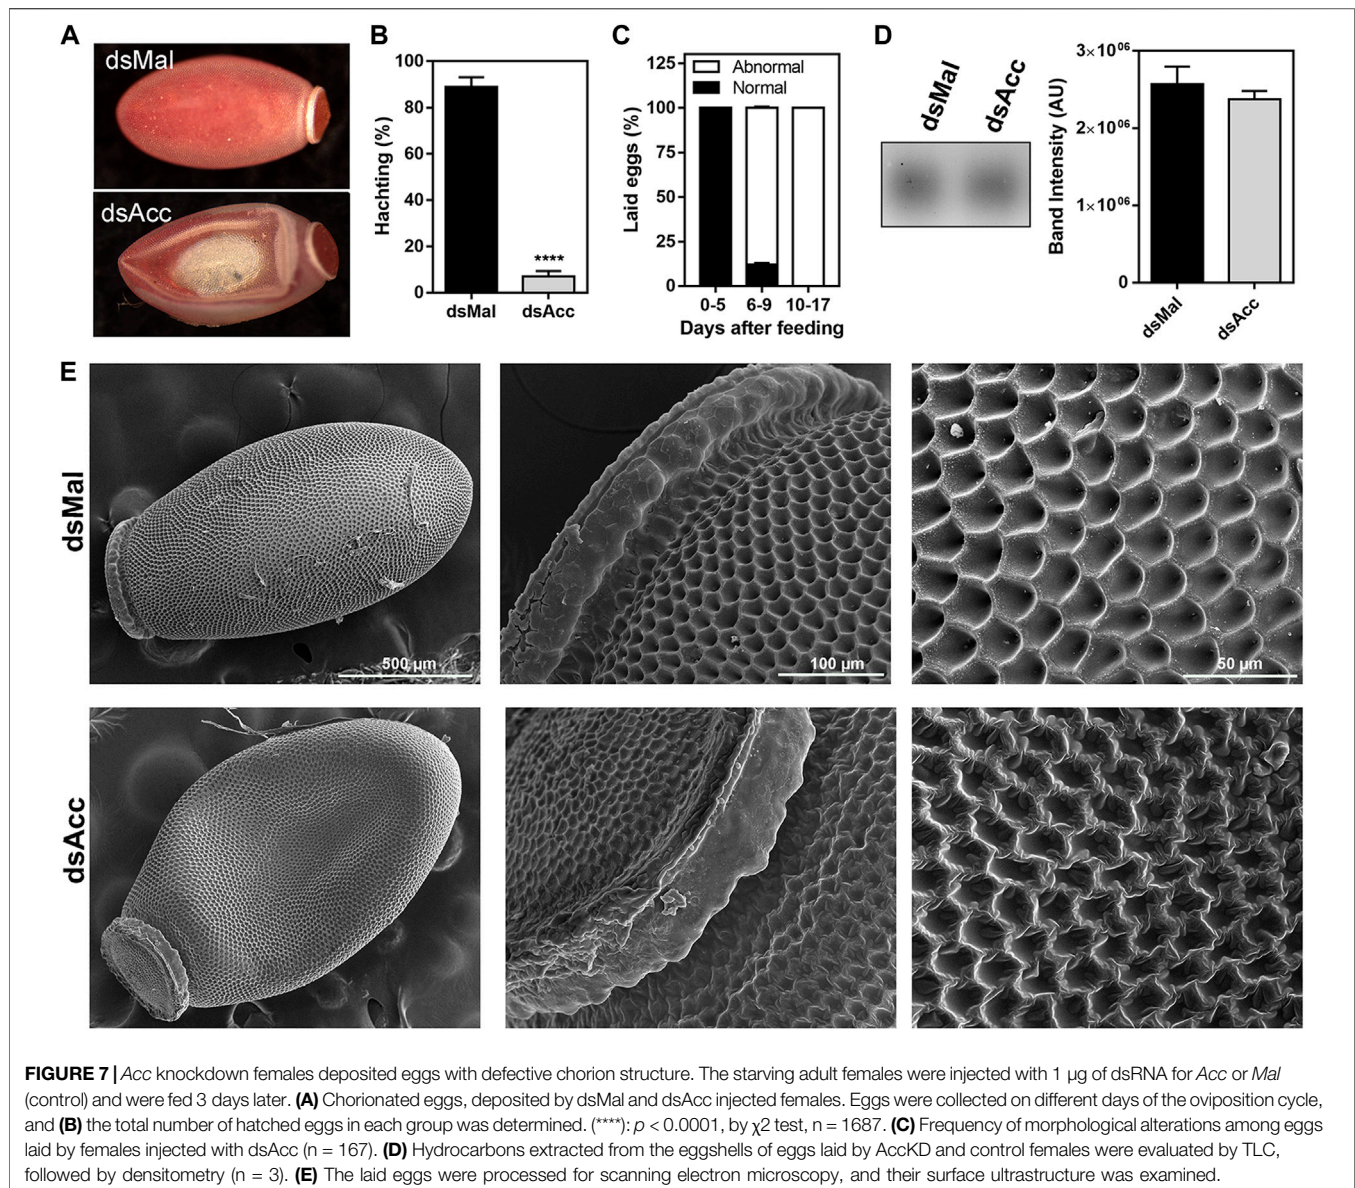 A
dsMal
dsAcc
B
Hachting (%)
100
80
60
40
20
0
****
dsMal
dsAcc
C
Laid eggs (%)
125
100
75
50
25
0
Abnormal
Normal
0-5
6-9
10-17
Days after feeding
D
dsMal
dsAcc
Band Intensity (AU)
3×10⁰⁶
2×10⁰⁶
1×10⁰⁶
0
dsMal
dsAcc
E
dsMal
500 µm
100 µm
50 µm
dsAcc
FIGURE 7 | Acc knockdown females deposited eggs with defective chorion structure. The starving adult females were injected with 1 µg of dsRNA for Acc or Mal
(control) and were fed 3 days later. (A) Chorionated eggs, deposited by dsMal and dsAcc injected females. Eggs were collected on different days of the oviposition cycle,
and (B) the total number of hatched eggs in each group was determined. (****): p < 0.0001, by χ2 test, n = 1687. (C) Frequency of morphological alterations among eggs
laid by females injected with dsAcc (n = 167). (D) Hydrocarbons extracted from the eggshells of eggs laid by AccKD and control females were evaluated by TLC,
followed by densitometry (n = 3). (E) The laid eggs were processed for scanning electron microscopy, and their surface ultrastructure was examined.